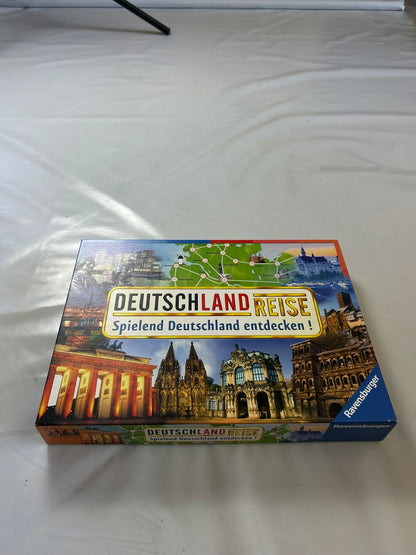 DEUTSCHLAND REISE
Spielend Deutschland entdecken !
Ravensburger
DEUTSCHLAND REISE
Spielend Deutschland entdecken !
Ravensburger